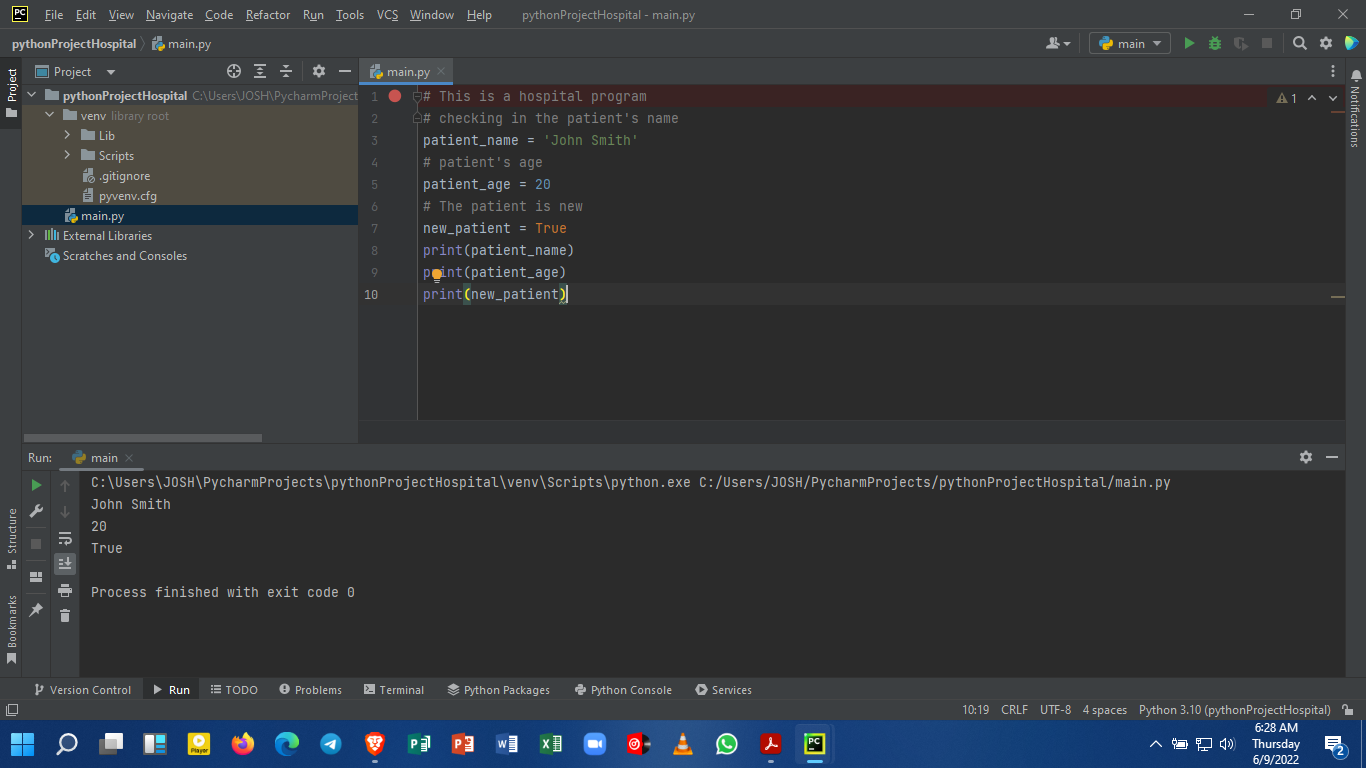 File Edit View Navigate Code Refactor Run Tools VCS Window Help pythonProjectHospital - main.py
pythonProjectHospital main.py main
Project
Project
main.py
pythonProjectHospital C:\Users\JOSH\PycharmProject
venv library root
Lib
Scripts
.gitignore
pyvenv.cfg
main.py
External Libraries
Scratches and Consoles
1 # This is a hospital program
2 # checking in the patient's name
3 patient_name = 'John Smith'
4 # patient's age
5 patient_age = 20
6 # The patient is new
7 new_patient = True
8 print(patient_name)
9 print(patient_age)
10 print(new_patient)
1
Notifications
Run: main
C:\Users\JOSH\PycharmProjects\pythonProjectHospital\venv\Scripts\python.exe C:/Users/JOSH/PycharmProjects/pythonProjectHospital/main.py
John Smith
20
True
Process finished with exit code 0
Structure
Bookmarks
Version Control Run TODO Problems Terminal Python Packages Python Console Services
10:19 CRLF UTF-8 4 spaces Python 3.10 (pythonProjectHospital)
6:28 AM
Thursday
6/9/2022
2